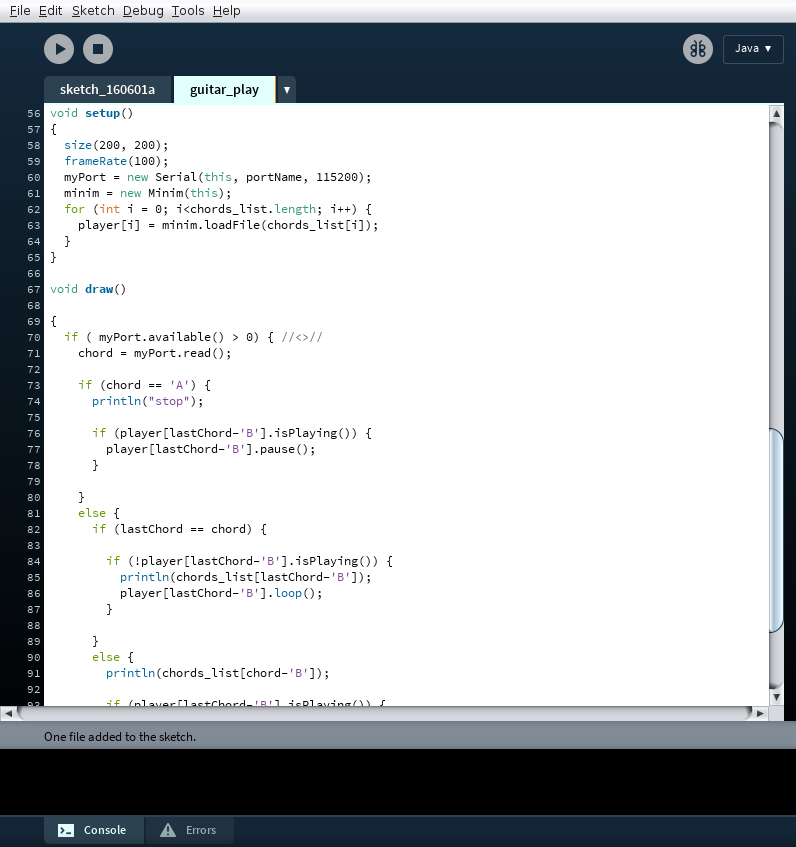 File Edit Sketch Debug Tools Help
Java ▼
sketch_160601a guitar_play ▼
56 void setup()
57 {
58   size(200, 200);
59   frameRate(100);
60   myPort = new Serial(this, portName, 115200);
61   minim = new Minim(this);
62   for (int i = 0; i<chords_list.length; i++) {
63     player[i] = minim.loadFile(chords_list[i]);
64   }
65 }
66
67 void draw()
68
69 {
70   if ( myPort.available() > 0) { //<>//
71     chord = myPort.read();
72
73     if (chord == 'A') {
74       println("stop");
75
76       if (player[lastChord-'B'].isPlaying()) {
77         player[lastChord-'B'].pause();
78       }
79
80     }
81     else {
82       if (lastChord == chord) {
83
84         if (!player[lastChord-'B'].isPlaying()) {
85           println(chords_list[lastChord-'B']);
86           player[lastChord-'B'].loop();
87         }
88
89       }
90       else {
91         println(chords_list[chord-'B']);
92
93         if (player[lastChord-'B'].isPlaying()) {
One file added to the sketch.
Console Errors